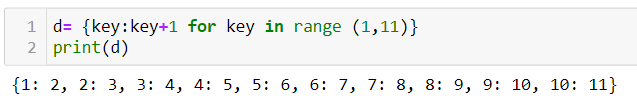 1 d= {key:key+1 for key in range (1,11)}
2 print(d)
{1: 2, 2: 3, 3: 4, 4: 5, 5: 6, 6: 7, 7: 8, 8: 9, 9: 10, 10: 11}